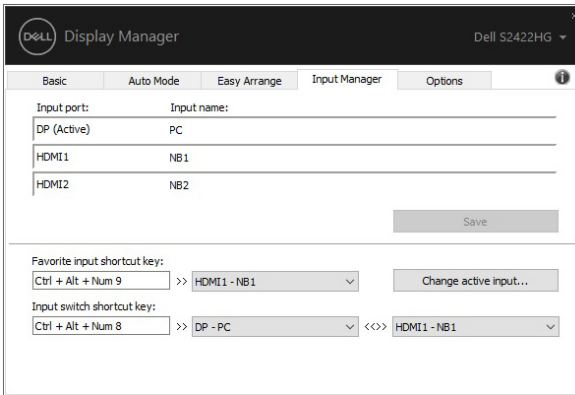 DELL Display Manager Dell S2422HG
Basic Auto Mode Easy Arrange Input Manager Options
Input port: Input name:
DP (Active) PC
HDMI1 NB1
HDMI2 NB2
Save
Favorite input shortcut key:
Ctrl + Alt + Num 9 >> HDMI1 - NB1 Change active input...
Input switch shortcut key:
Ctrl + Alt + Num 8 >> DP - PC <<>> HDMI1 - NB1